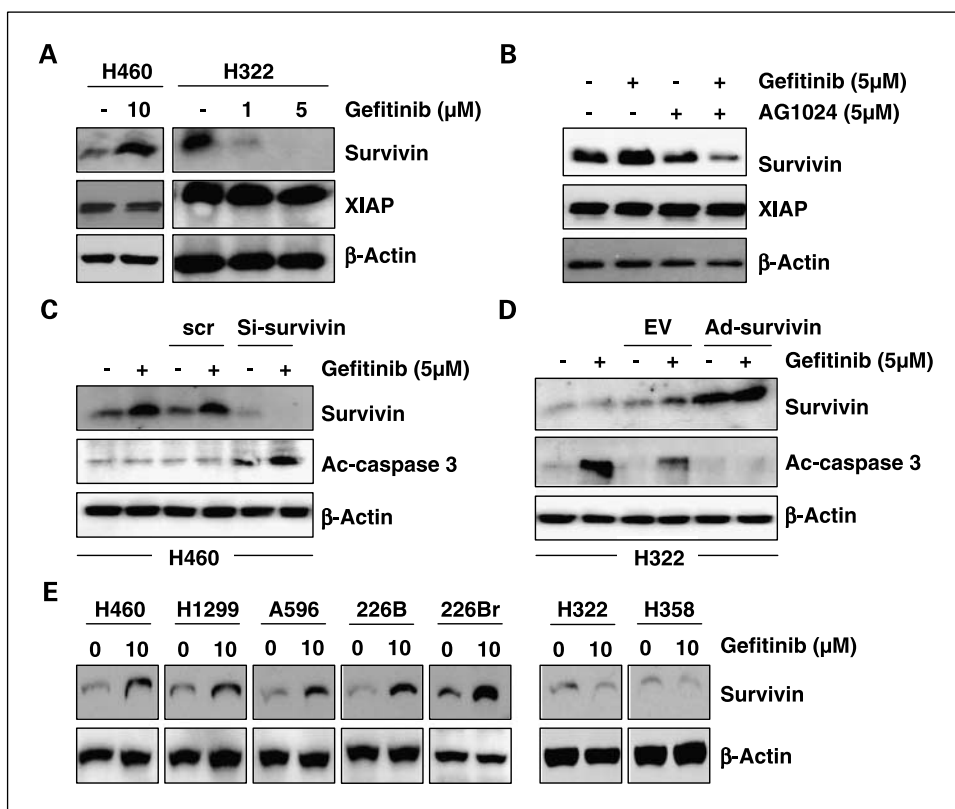 A
H460 H322
- 10 - 1 5 Gefitinib (µM)
Survivin
XIAP
β-Actin
B
- + - + Gefitinib (5µM)
- - + + AG1024 (5µM)
Survivin
XIAP
β-Actin
C
scr Si-survivin
- + - + - + Gefitinib (5µM)
Survivin
Ac-caspase 3
β-Actin
H460
D
EV Ad-survivin
- + - + - + Gefitinib (5µM)
Survivin
Ac-caspase 3
β-Actin
H322
E
H460 H1299 A596 226B 226Br H322 H358
0 10 0 10 0 10 0 10 0 10 0 10 0 10 Gefitinib (µM)
Survivin
β-Actin